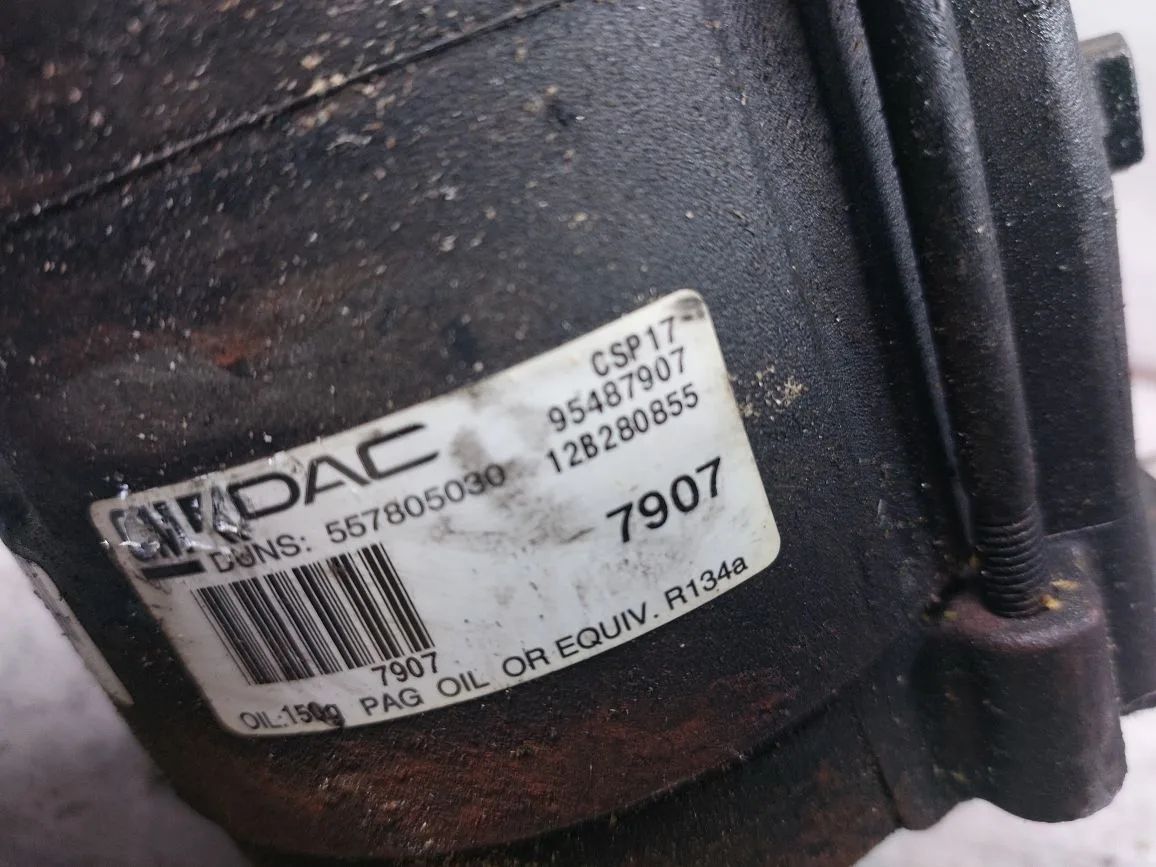 CSP17
95487907
12B280855
DAC
DUNS: 557805030
7907
7907
OIL:150g PAG OIL OR EQUIV. R134a